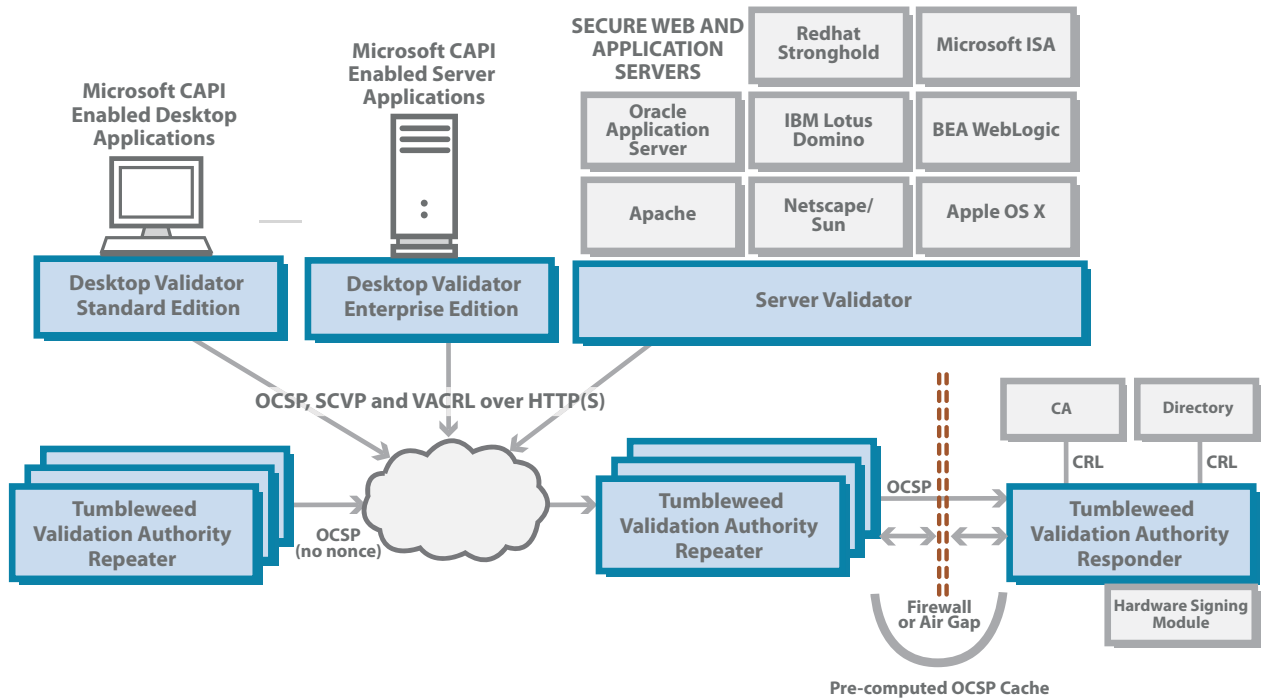 Microsoft CAPI
Enabled Desktop
Applications
Microsoft CAPI
Enabled Server
Applications
SECURE WEB AND
APPLICATION
SERVERS
Redhat
Stronghold
Microsoft ISA
Oracle
Application
Server
IBM Lotus
Domino
BEA WebLogic
Apache
Netscape/
Sun
Apple OS X
Desktop Validator
Standard Edition
Desktop Validator
Enterprise Edition
Server Validator
OCSP, SCVP and VACRL over HTTP(S)
CA
Directory
CRL
CRL
Tumbleweed
Validation Authority
Repeater
OCSP
(no nonce)
Tumbleweed
Validation Authority
Repeater
OCSP
Tumbleweed
Validation Authority
Responder
Firewall
or Air Gap
Hardware Signing
Module
Pre-computed OCSP Cache